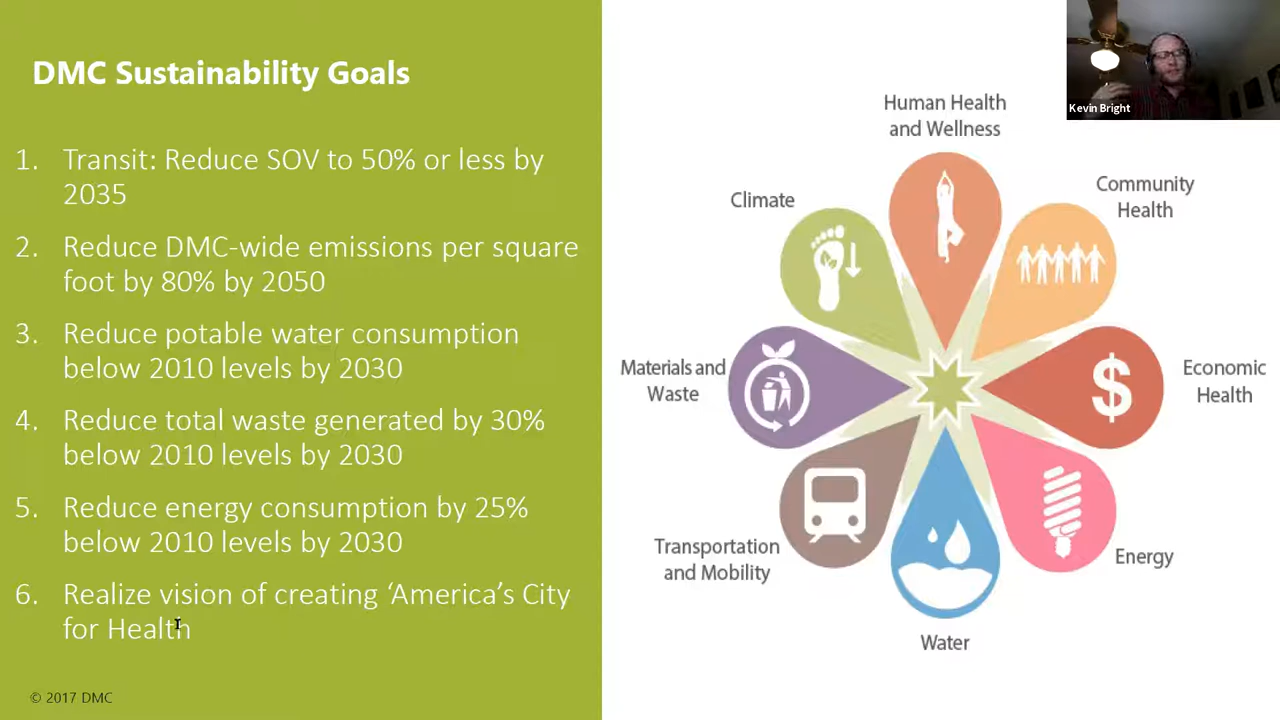 DMC Sustainability Goals
1. Transit: Reduce SOV to 50% or less by
2035
2. Reduce DMC-wide emissions per square
foot by 80% by 2050
3. Reduce potable water consumption
below 2010 levels by 2030
4. Reduce total waste generated by 30%
below 2010 levels by 2030
5. Reduce energy consumption by 25%
below 2010 levels by 2030
6. Realize vision of creating ‘America’s City
for Health
© 2017 DMC
Human Health
and Wellness
Community
Health
Economic
Health
$
Energy
Water
Transportation
and Mobility
Materials and
Waste
Climate
Kevin Bright